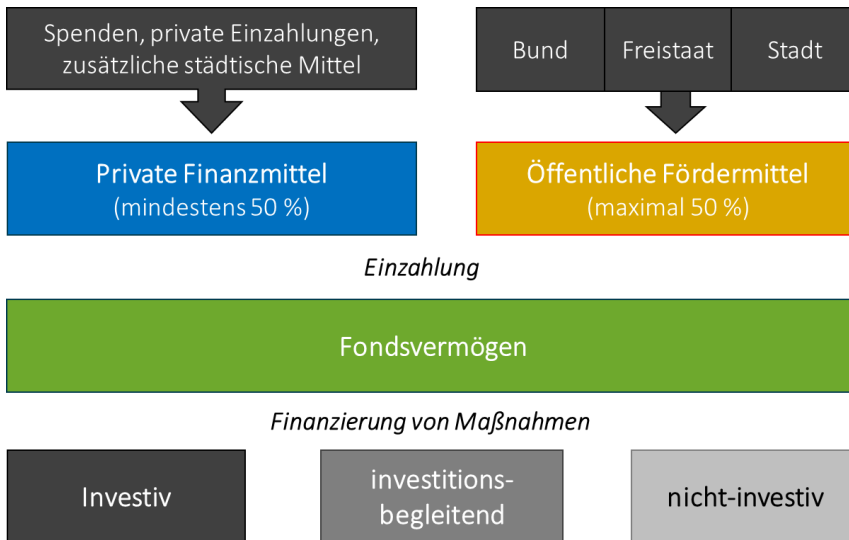 Spenden, private Einzahlungen,
zusätzliche städtische Mittel
Bund
Freistaat
Stadt
Private Finanzmittel
(mindestens 50 %)
Öffentliche Fördermittel
(maximal 50 %)
Einzahlung
Fondsvermögen
Finanzierung von Maßnahmen
Investiv
investitions-
begleitend
nicht-investiv